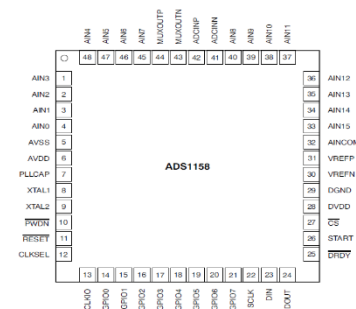 AIN4
AIN5
AIN6
AIN7
MUXOUTP
MUXOUTN
ADCINP
ADCINN
AIN8
AIN9
AIN10
AIN11
48 47 46 45 44 43 42 41 40 39 38 37
AIN3 1 36 AIN12
AIN2 2 35 AIN13
AIN1 3 34 AIN14
AIN0 4 33 AIN15
AVSS 5 32 AINCOM
AVDD 6 31 VREFP
ADS1158
PLLCAP 7 30 VREFN
XTAL1 8 29 DGND
XTAL2 9 28 DVDD
PWDN 10 27 CS
RESET 11 26 START
CLKSEL 12 25 DRDY
13 14 15 16 17 18 19 20 21 22 23 24
CLKIO
GPIO0
GPIO1
GPIO2
GPIO3
GPIO4
GPIO5
GPIO6
GPIO7
SCLK
DIN
DOUT